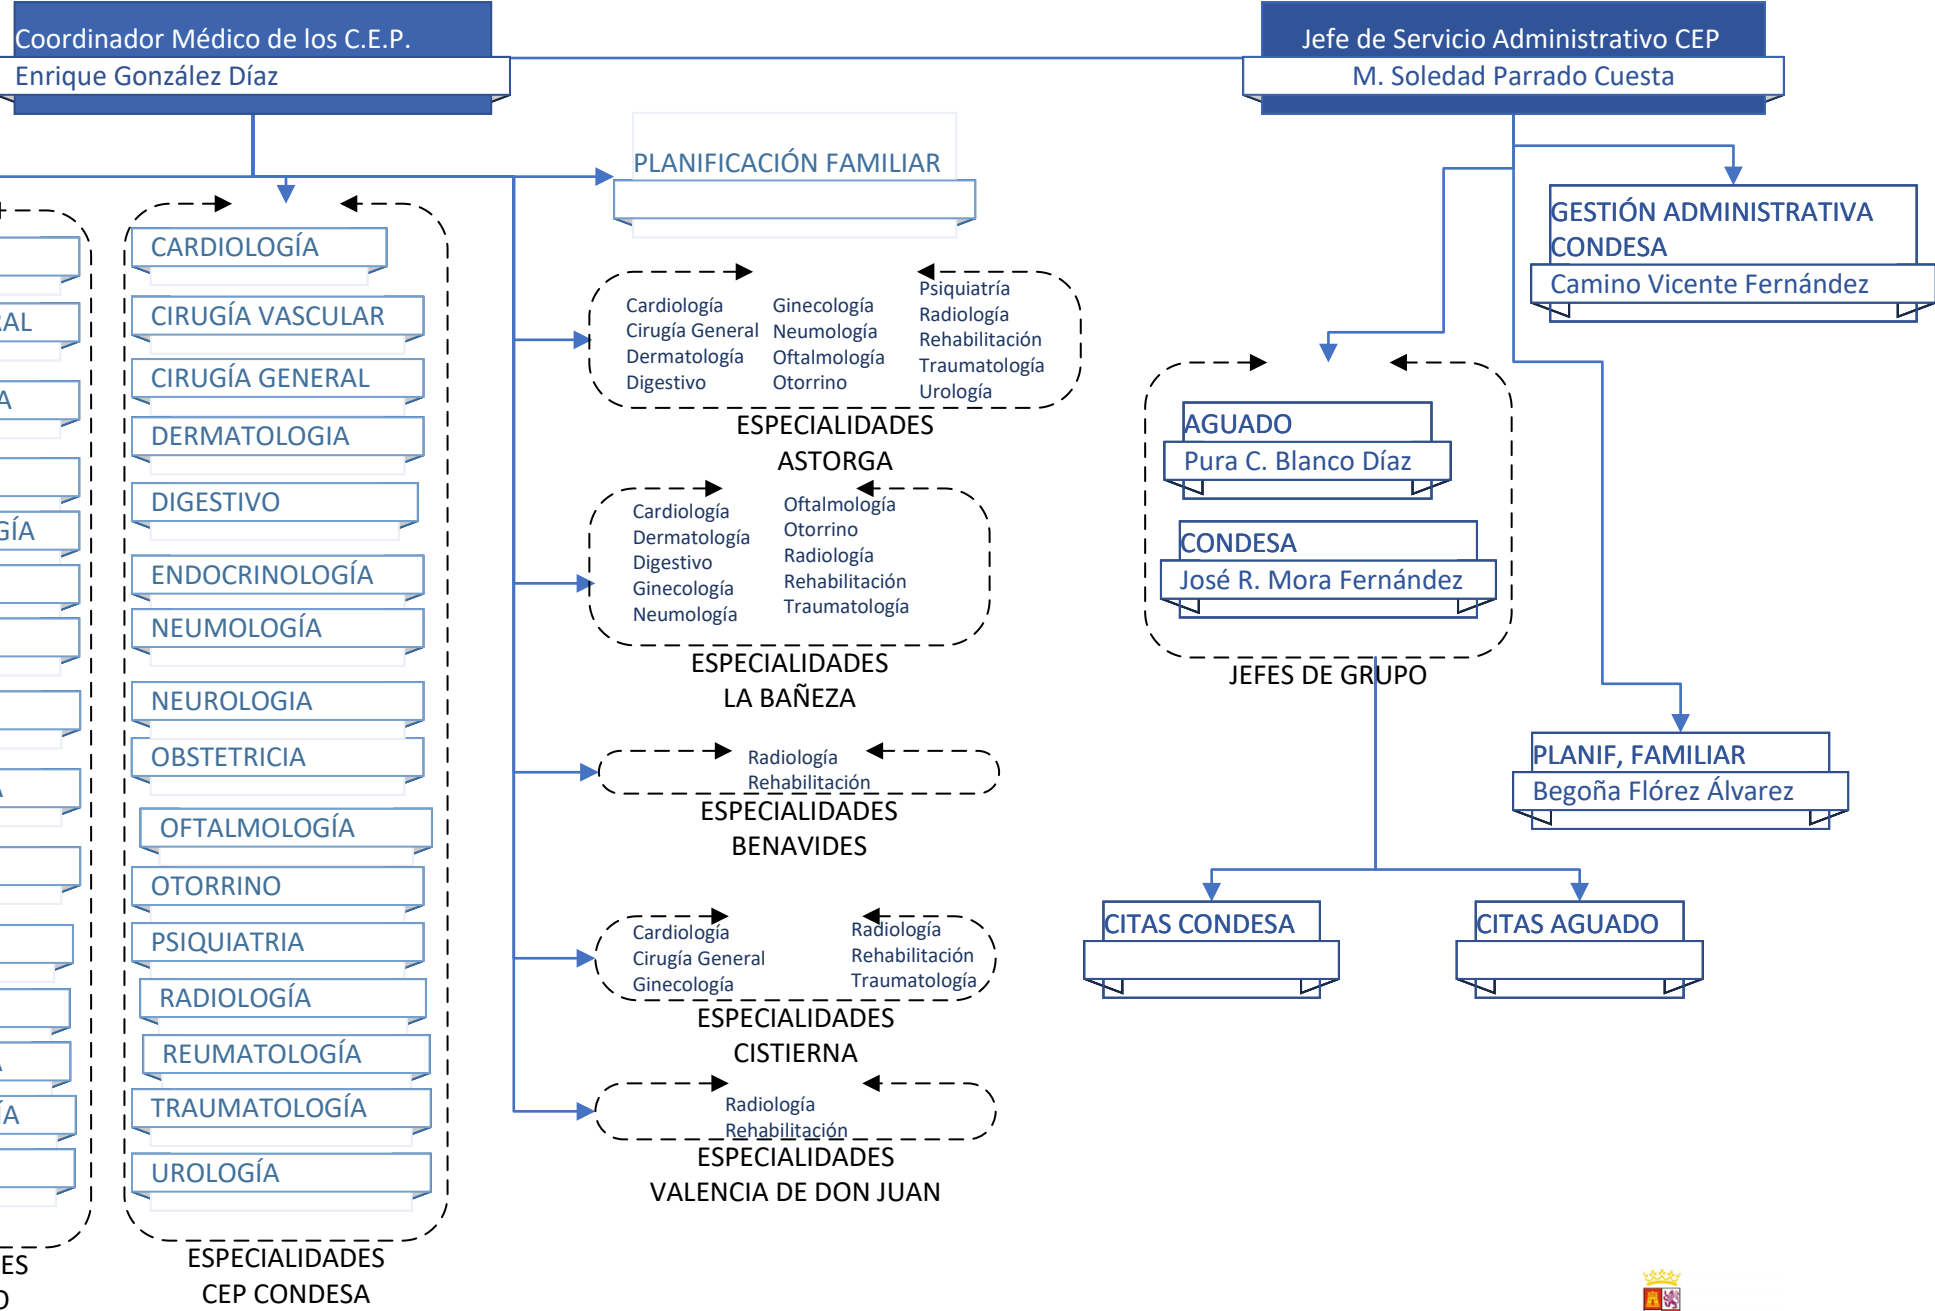 Coordinador Médico de los C.E.P.
Enrique González Díaz
Jefe de Servicio Administrativo CEP
M. Soledad Parrado Cuesta
PLANIFICACIÓN FAMILIAR
GESTIÓN ADMINISTRATIVA
CONDESA
Camino Vicente Fernández
CARDIOLOGÍA
CIRUGÍA VASCULAR
CIRUGÍA GENERAL
DERMATOLOGIA
DIGESTIVO
ENDOCRINOLOGÍA
NEUMOLOGÍA
NEUROLOGIA
OBSTETRICIA
OFTALMOLOGÍA
OTORRINO
PSIQUIATRIA
RADIOLOGÍA
REUMATOLOGÍA
TRAUMATOLOGÍA
UROLOGÍA
ESPECIALIDADES
CEP CONDESA
Cardiología
Cirugía General
Dermatología
Digestivo
Ginecología
Neumología
Oftalmología
Otorrino
Psiquiatría
Radiología
Rehabilitación
Traumatología
Urología
ESPECIALIDADES
ASTORGA
Cardiología
Dermatología
Digestivo
Ginecología
Neumología
Oftalmología
Otorrino
Radiología
Rehabilitación
Traumatología
ESPECIALIDADES
LA BAÑEZA
Radiología
Rehabilitación
ESPECIALIDADES
BENAVIDES
Cardiología
Cirugía General
Ginecología
Radiología
Rehabilitación
Traumatología
ESPECIALIDADES
CISTIERNA
Radiología
Rehabilitación
ESPECIALIDADES
VALENCIA DE DON JUAN
AGUADO
Pura C. Blanco Díaz
CONDESA
José R. Mora Fernández
JEFES DE GRUPO
PLANIF, FAMILIAR
Begoña Flórez Álvarez
CITAS CONDESA
CITAS AGUADO